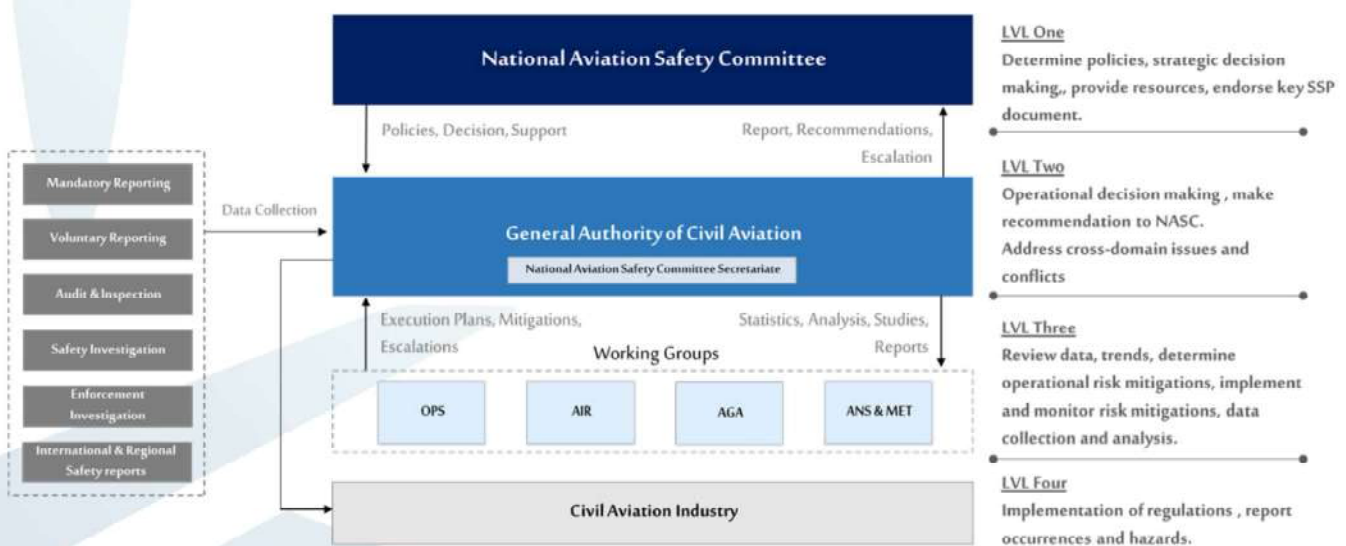 National Aviation Safety Committee
Policies, Decision, Support
Report, Recommendations,
Escalation
Mandatory Reporting
Voluntary Reporting
Audit & Inspection
Safety Investigation
Enforcement
Investigation
International & Regional
Safety reports
Data Collection
General Authority of Civil Aviation
National Aviation Safety Committee Secretariate
Execution Plans, Mitigations,
Escalations
Statistics, Analysis, Studies,
Reports
Working Groups
OPS
AIR
AGA
ANS & MET
Civil Aviation Industry
LVL One
Determine policies, strategic decision
making,, provide resources, endorse key SSP
document.
LVL Two
Operational decision making , make
recommendation to NASC.
Address cross-domain issues and
conflicts
LVL Three
Review data, trends, determine
operational risk mitigations, implement
and monitor risk mitigations, data
collection and analysis.
LVL Four
Implementation of regulations , report
occurrences and hazards.